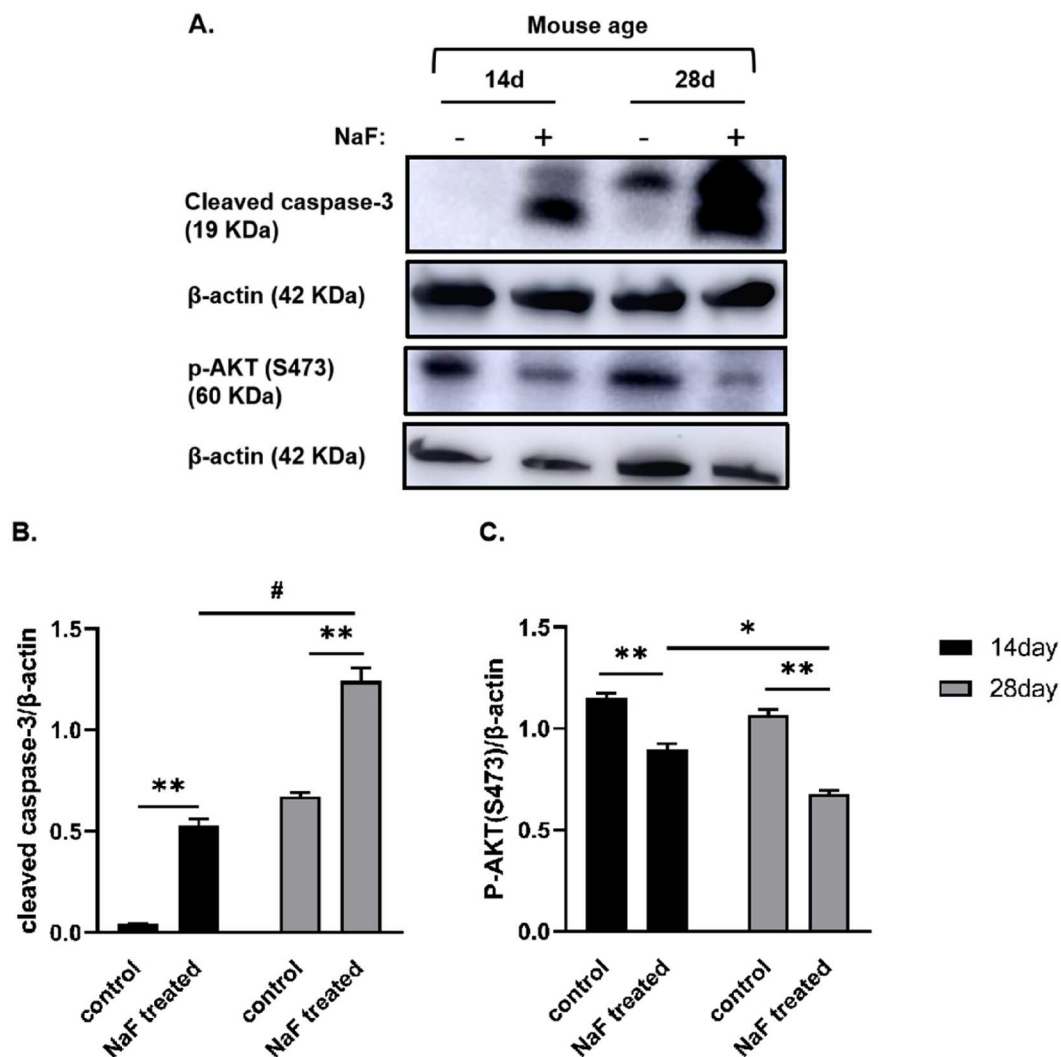 A.
Mouse age
14d 28d
NaF: - + - +
Cleaved caspase-3
(19 KDa)
β-actin (42 KDa)
p-AKT (S473)
(60 KDa)
β-actin (42 KDa)
B.
cleaved caspase-3/β-actin
1.5
1.0
0.5
0.0
**
#
**
control
NaF treated
control
NaF treated
C.
P-AKT(S473)/β-actin
1.5
1.0
0.5
0.0
**
*
**
control
NaF treated
control
NaF treated
14day
28day